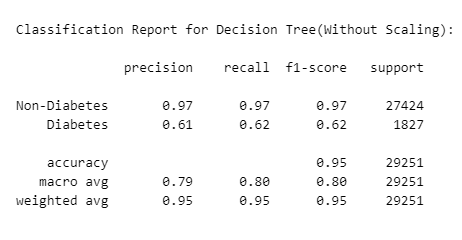 Classification Report for Decision Tree(Without Scaling):
precision recall f1-score support
Non-Diabetes 0.97 0.97 0.97 27424
Diabetes 0.61 0.62 0.62 1827
accuracy 0.95 29251
macro avg 0.79 0.80 0.80 29251
weighted avg 0.95 0.95 0.95 29251